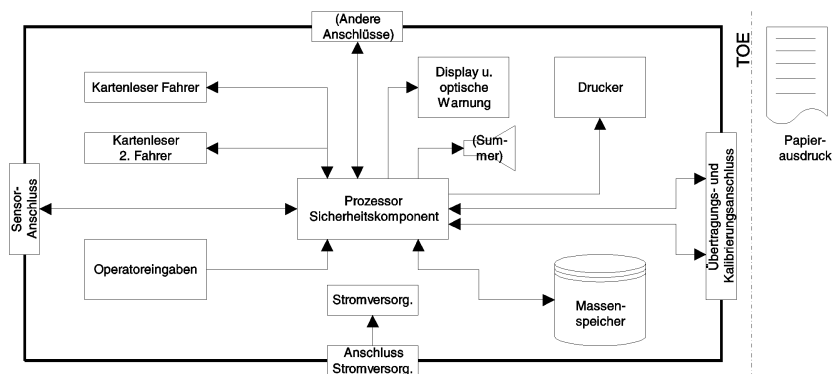 (Andere
Anschlüsse)
TOE
Kartenleser Fahrer
Display u.
optische
Warnung
Drucker
Kartenleser
2. Fahrer
(Sum-
mer)
Papier-
ausdruck
Sensor-
Anschluss
Prozessor
Sicherheitskomponent
Übertragungs- und
Kalibrierungsanschluss
Operatoreingaben
Stromversorg.
Massen-
speicher
Anschluss
Stromversorg.